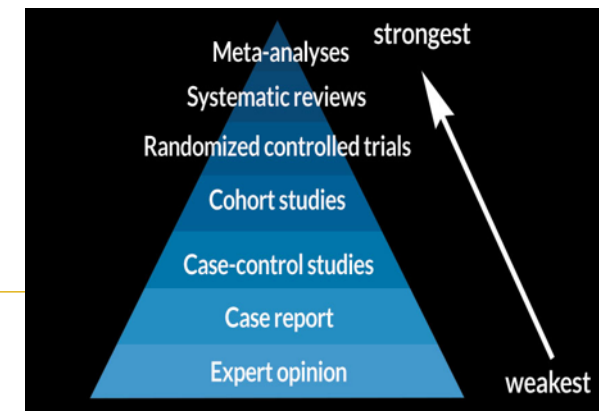 strongest
Meta-analyses
Systematic reviews
Randomized controlled trials
Cohort studies
Case-control studies
Case report
Expert opinion
weakest